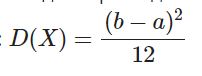 : D(X) = (b − a)² / 12